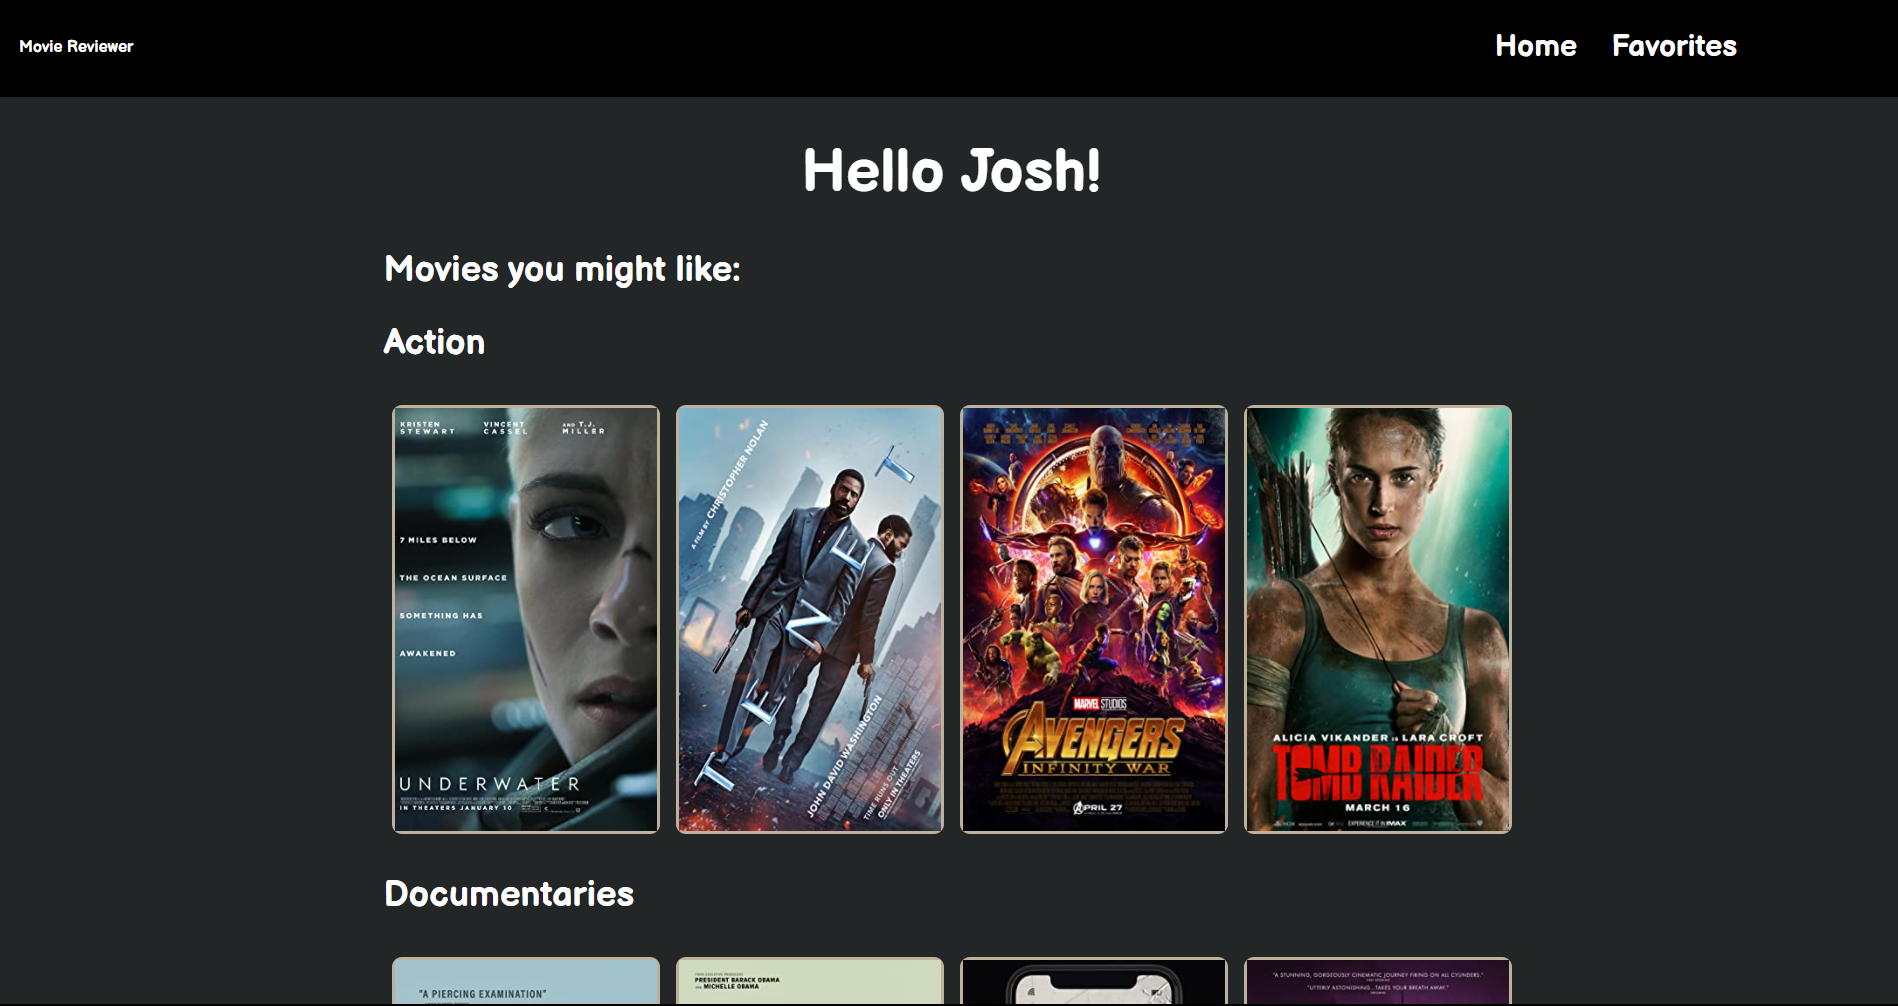 Movie Reviewer
Home
Favorites
Hello Josh!
Movies you might like:
Action
KRISTEN STEWART
VINCENT CASSEL
AND T.J. MILLER
7 MILES BELOW
THE OCEAN SURFACE
SOMETHING HAS
AWAKENED
UNDERWATER
IN THEATERS JANUARY 10
A FILM BY CHRISTOPHER NOLAN
TENET
JOHN DAVID WASHINGTON
TIME RUNS OUT
ONLY IN THEATERS
MARVEL STUDIOS
AVENGERS
INFINITY WAR
APRIL 27
ALICIA VIKANDER IS LARA CROFT
TOMB RAIDER
MARCH 16
EXPERIENCE IT IN IMAX
Documentaries
"A PIERCING EXAMINATION"
PRESIDENT BARACK OBAMA
AND MICHELLE OBAMA
"A STUNNING, GORGEOUSLY CINEMATIC JOURNEY FIRING ON ALL CYLINDERS."
"UTTERLY ASTONISHING...TAKES YOUR BREATH AWAY."